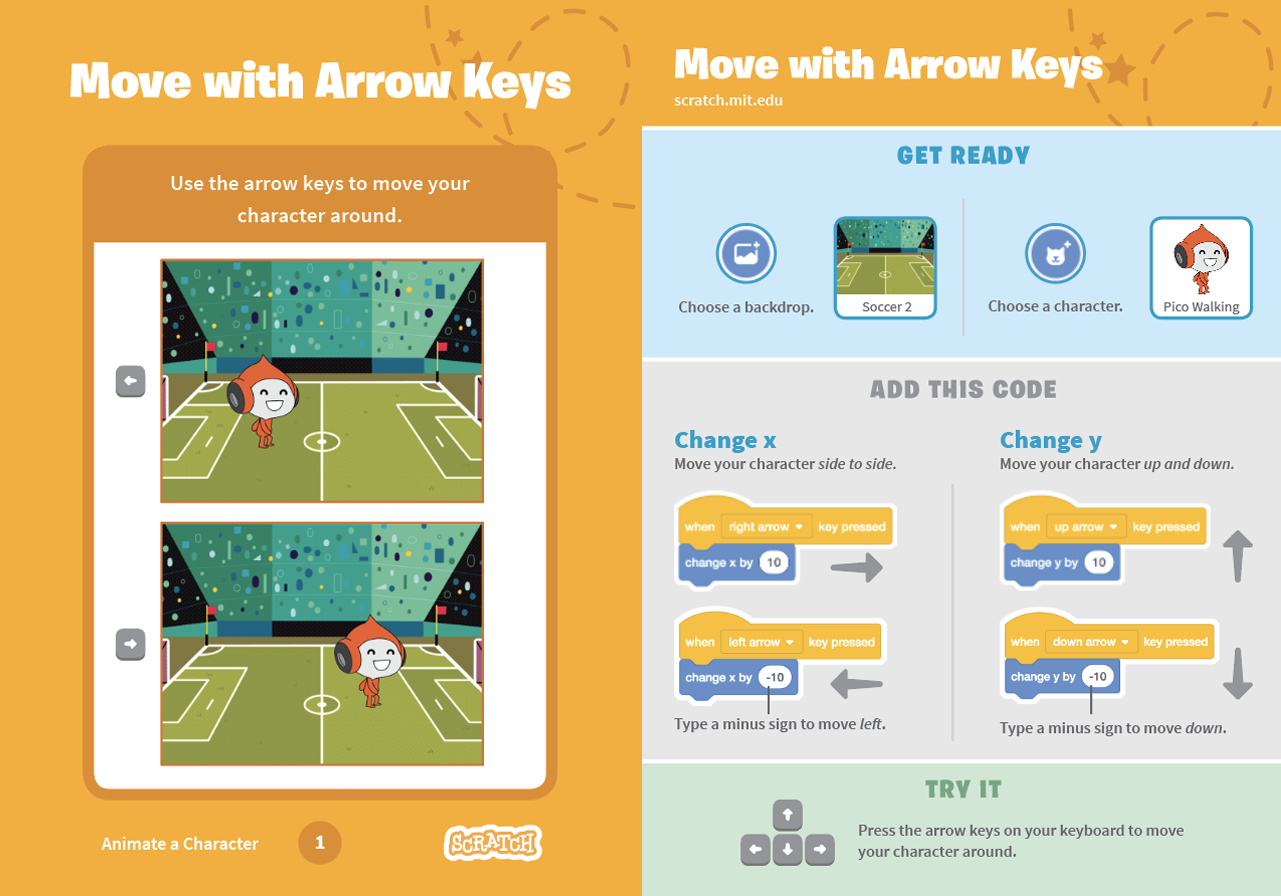 Move with Arrow Keys
Use the arrow keys to move your
character around.
Animate a Character
1
SCRATCH
Move with Arrow Keys
scratch.mit.edu
GET READY
Choose a backdrop.
Soccer 2
Choose a character.
Pico Walking
ADD THIS CODE
Change x
Move your character side to side.
when right arrow key pressed
change x by 10
when left arrow key pressed
change x by -10
Type a minus sign to move left.
Change y
Move your character up and down.
when up arrow key pressed
change y by 10
when down arrow key pressed
change y by -10
Type a minus sign to move down.
TRY IT
Press the arrow keys on your keyboard to move
your character around.